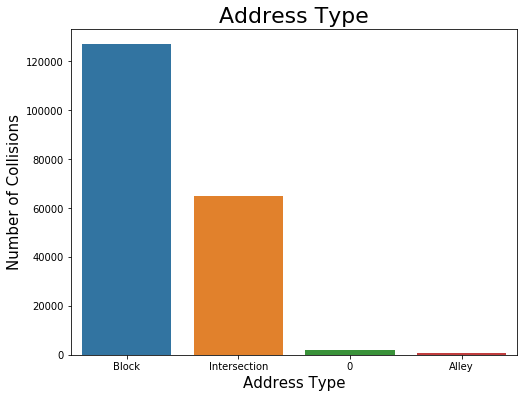 Address Type
120000
100000
80000
60000
40000
20000
0
Number of Collisions
Block Intersection 0 Alley
Address Type